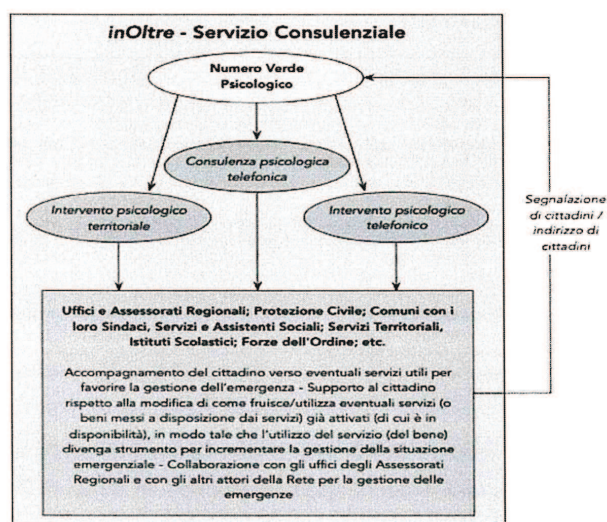 inOltre - Servizio Consulenziale
Numero Verde
Psicologico
Consulenza psicologica
telefonica
Intervento psicologico
territoriale
Intervento psicologico
telefonico
Segnalazione
di cittadini /
indirizzo di
cittadini
Uffici e Assessorati Regionali; Protezione Civile; Comuni con i
loro Sindaci, Servizi e Assistenti Sociali; Servizi Territoriali,
Istituti Scolastici; Forze dell'Ordine; etc.
Accompagnamento del cittadino verso eventuali servizi utili per
favorire la gestione dell'emergenza - Supporto al cittadino
rispetto alla modifica di come fruisce/utilizza eventuali servizi (o
beni messi a disposizione dai servizi) già attivati (di cui è in
disponibilità), in modo tale che l'utilizzo del servizio (del bene)
divenga strumento per incrementare la gestione della situazione
emergenziale - Collaborazione con gli uffici degli Assessorati
Regionali e con gli altri attori della Rete per la gestione delle
emergenze